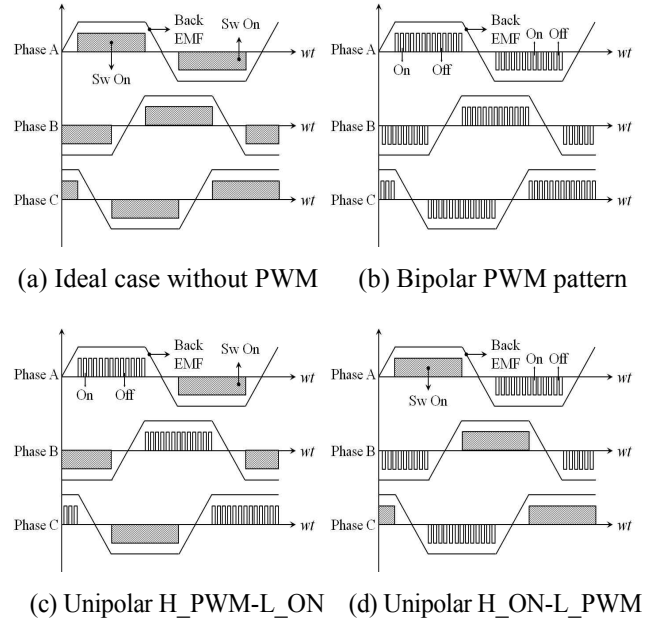 Phase A
Back
EMF
Sw On
Sw On
wt
Phase B
wt
Phase C
wt
(a) Ideal case without PWM
Phase A
Back
EMF
On
Off
On
Off
wt
Phase B
wt
Phase C
wt
(b) Bipolar PWM pattern
Phase A
Back
EMF
Sw On
On
Off
wt
Phase B
wt
Phase C
wt
(c) Unipolar H_PWM-L_ON
Phase A
Back
EMF
On
Off
Sw On
wt
Phase B
wt
Phase C
wt
(d) Unipolar H_ON-L_PWM